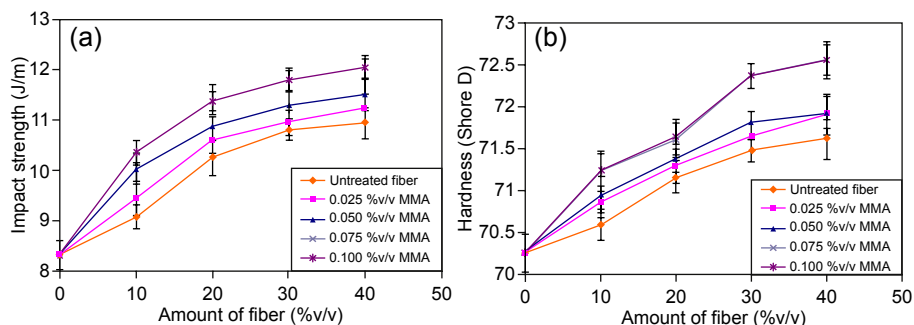 (a)
Impact strength (J/m)
13
12
11
10
9
8
0 10 20 30 40 50
Amount of fiber (%v/v)
Untreated fiber
0.025 %v/v MMA
0.050 %v/v MMA
0.075 %v/v MMA
0.100 %v/v MMA
(b)
Hardness (Shore D)
73
72.5
72
71.5
71
70.5
70
0 10 20 30 40 50
Amount of fiber (%v/v)
Untreated fiber
0.025 %v/v MMA
0.050 %v/v MMA
0.075 %v/v MMA
0.100 %v/v MMA